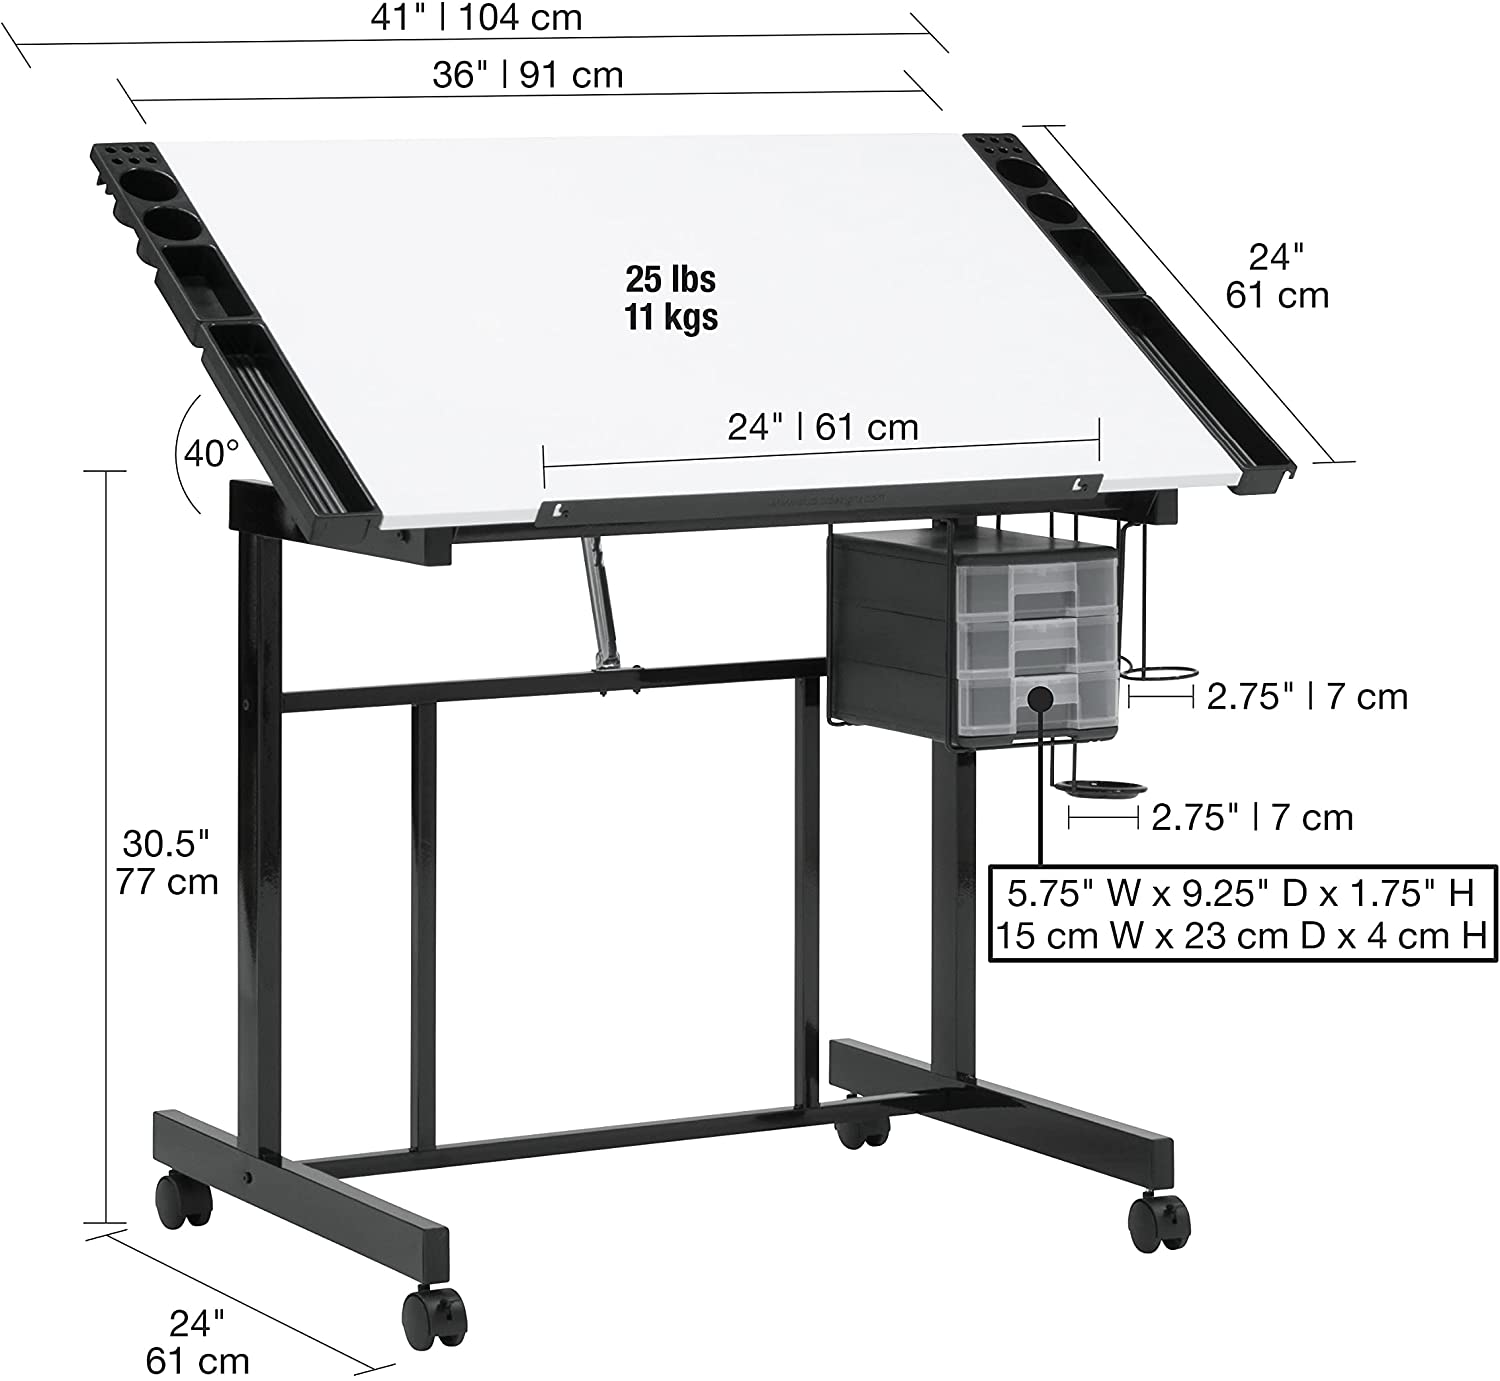 41" | 104 cm
36" | 91 cm
24"
61 cm
25 lbs
11 kgs
24" | 61 cm
40°
2.75" | 7 cm
30.5"
77 cm
2.75" | 7 cm
5.75" W x 9.25" D x 1.75" H
15 cm W x 23 cm D x 4 cm H
24"
61 cm